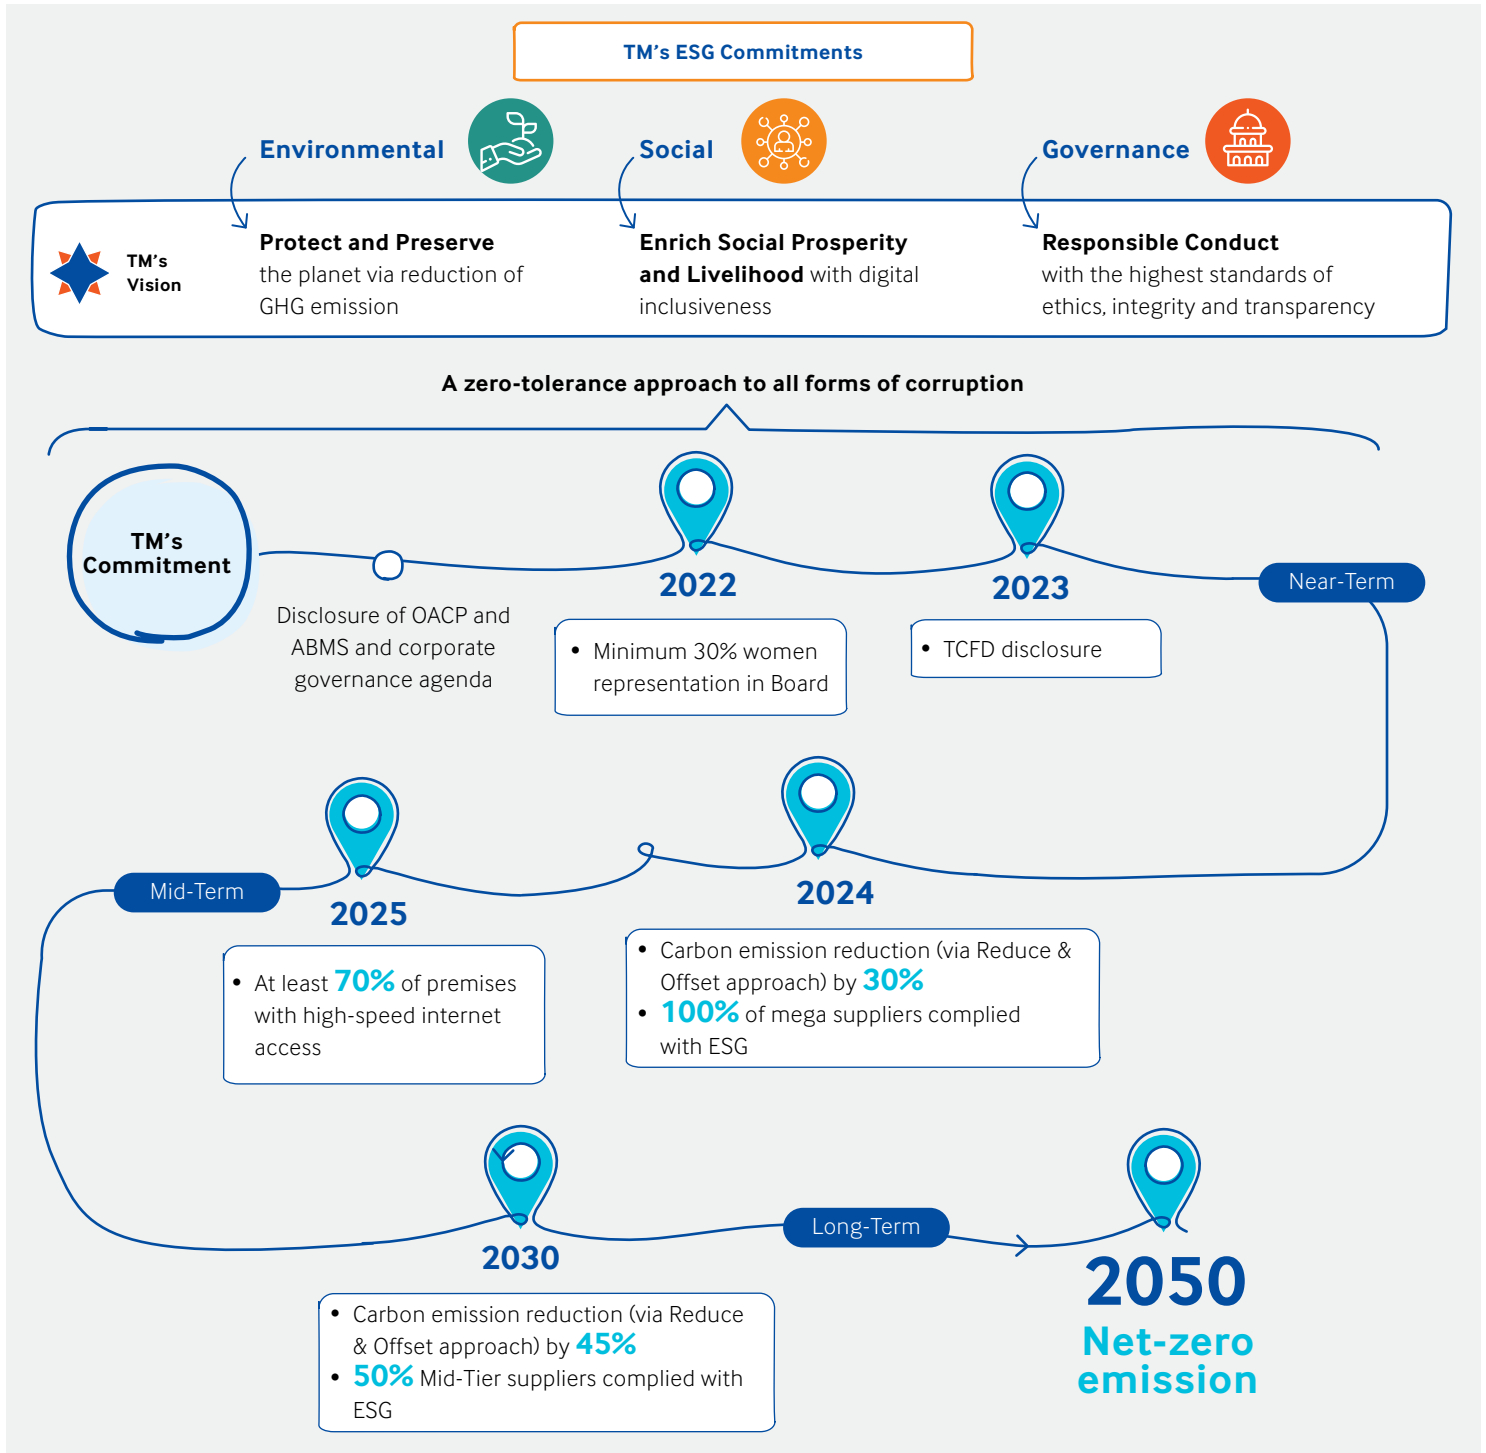 TM's ESG Commitments
Environmental
Social
Governance
TM's
Vision
Protect and Preserve
the planet via reduction of
GHG emission
Enrich Social Prosperity
and Livelihood with digital
inclusiveness
Responsible Conduct
with the highest standards of
ethics, integrity and transparency
A zero-tolerance approach to all forms of corruption
TM's
Commitment
Disclosure of OACP and
ABMS and corporate
governance agenda
2022
• Minimum 30% women
representation in Board
2023
• TCFD disclosure
Near-Term
2024
• Carbon emission reduction (via Reduce &
Offset approach) by 30%
• 100% of mega suppliers complied
with ESG
2025
• At least 70% of premises
with high-speed internet
access
Mid-Term
2030
• Carbon emission reduction (via Reduce
& Offset approach) by 45%
• 50% Mid-Tier suppliers complied with
ESG
Long-Term
2050
Net-zero
emission